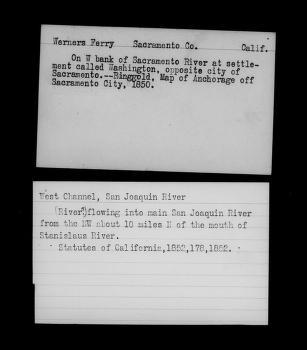 Werners Ferry Sacramento Co. Calif.
On W bank of Sacramento River at settle-
ment called Washington, opposite city of
Sacramento.--Ringgold, Map of Anchorage off
Sacramento City, 1850.
West Channel, San Joaquin River
(River?)flowing into main San Joaquin River
from the NW about 10 miles N of the mouth of
Stanislaus River.
Statutes of California,1852,178,1852.